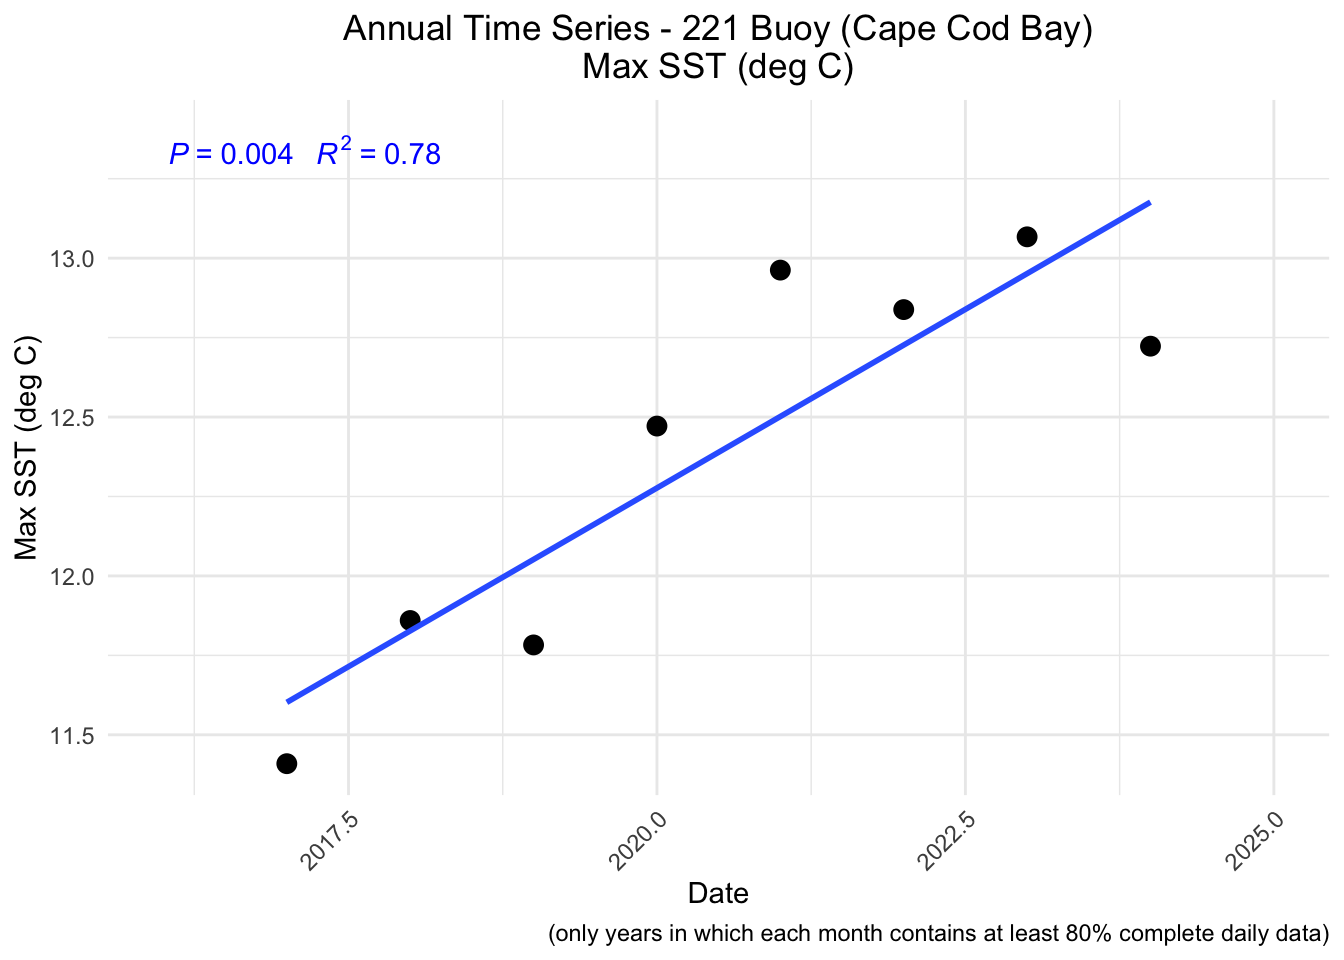 Annual Time Series - 221 Buoy (Cape Cod Bay)
Max SST (deg C)
P = 0.004 R² = 0.78
Max SST (deg C)
13.0
12.5
12.0
11.5
2017.5
2020.0
2022.5
2025.0
Date
(only years in which each month contains at least 80% complete daily data)